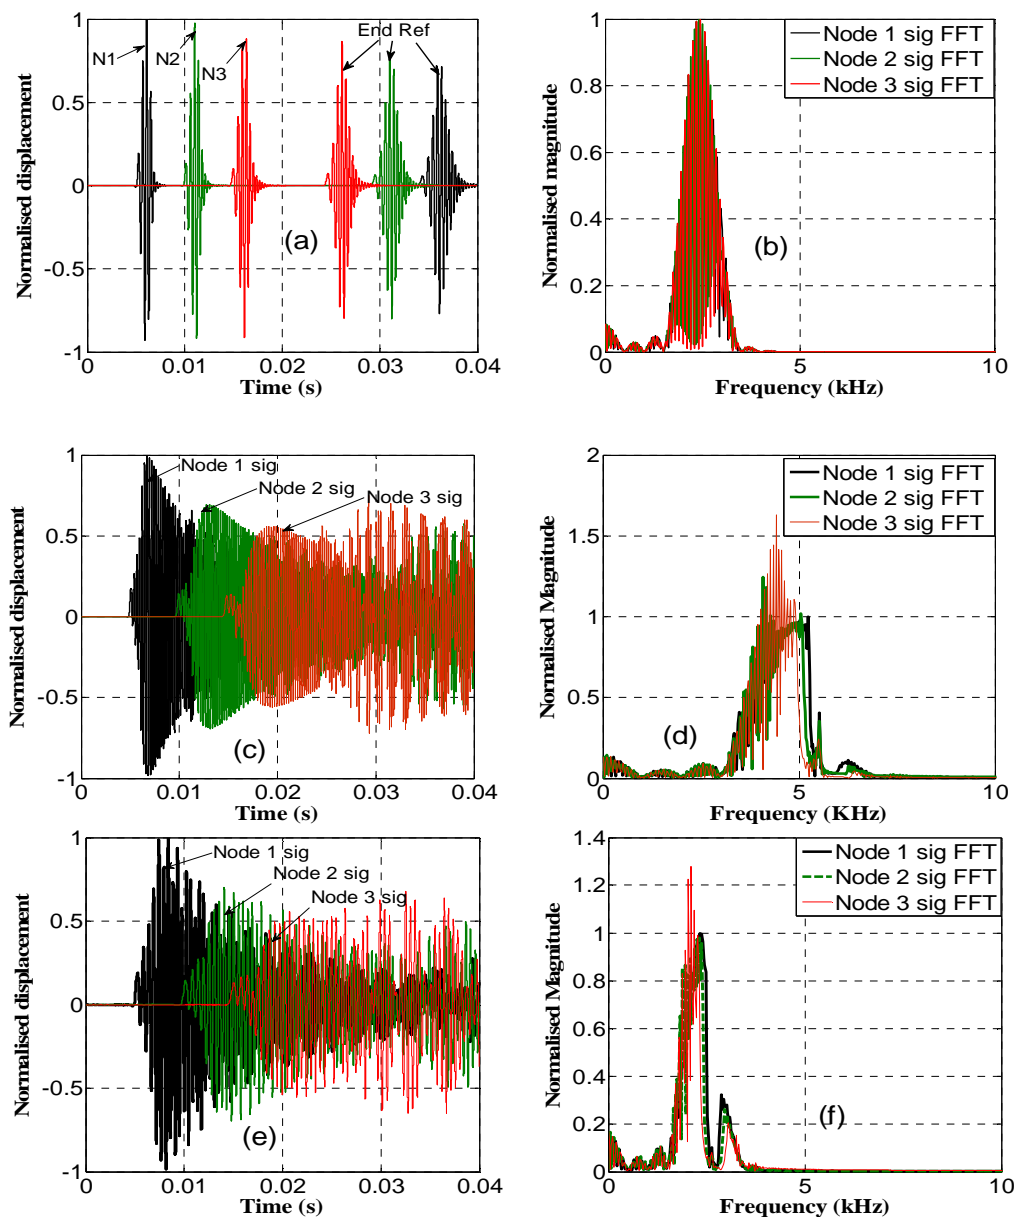 1
0.5
0
-0.5
-1
Normalised displacement
N1
N2
N3
End Ref
(a)
0
0.01
0.02
0.03
0.04
Time (s)
1
0.8
0.6
0.4
0.2
0
Normalised magnitude
Node 1 sig FFT
Node 2 sig FFT
Node 3 sig FFT
(b)
0
5
10
Frequency (kHz)
1
0.5
0
-0.5
-1
Normalised displacement
Node 1 sig
Node 2 sig
Node 3 sig
(c)
0
0.01
0.02
0.03
0.04
Time (s)
2
1.5
1
0.5
0
Normalised Magnitude
Node 1 sig FFT
Node 2 sig FFT
Node 3 sig FFT
(d)
0
5
10
Frequency (KHz)
1
0.5
0
-0.5
-1
Normalised displacement
Node 1 sig
Node 2 sig
Node 3 sig
(e)
0
0.01
0.02
0.03
0.04
Time (s)
1.4
1.2
1
0.8
0.6
0.4
0.2
0
Normalised Magnitude
Node 1 sig FFT
Node 2 sig FFT
Node 3 sig FFT
(f)
0
5
10
Frequency (kHz)